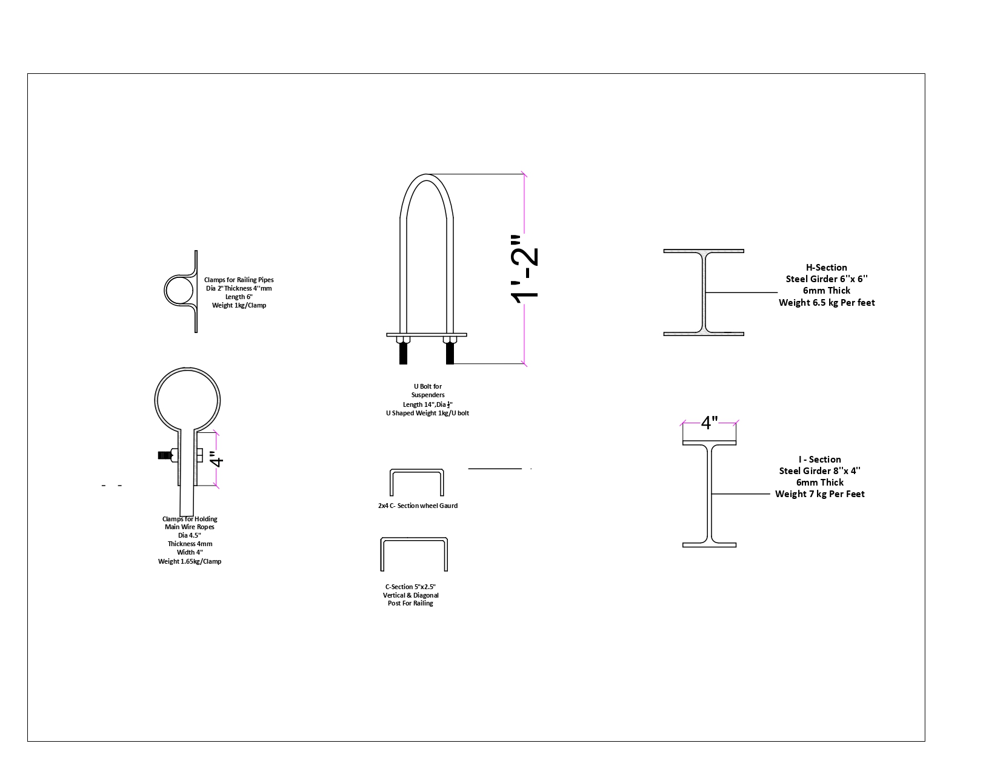 Clamps for Railing Pipes
Dia 2"Thickness 4''mm
Length 6"
Weight 1kg/Clamp
4"
Clamps for Holding
Main Wire Ropes
Dia 4.5"
Thickness 4mm
Width 4"
Weight 1.65kg/Clamp
1'-2"
U Bolt for
Suspenders
Length 14",Dia ½"
U Shaped Weight 1kg/U bolt
2x4 C- Section wheel Gaurd
C-Section 5"x2.5"
Vertical & Diagonal
Post For Railing
H-Section
Steel Girder 6''x 6''
6mm Thick
Weight 6.5 kg Per feet
4"
I - Section
Steel Girder 8''x 4''
6mm Thick
Weight 7 kg Per Feet